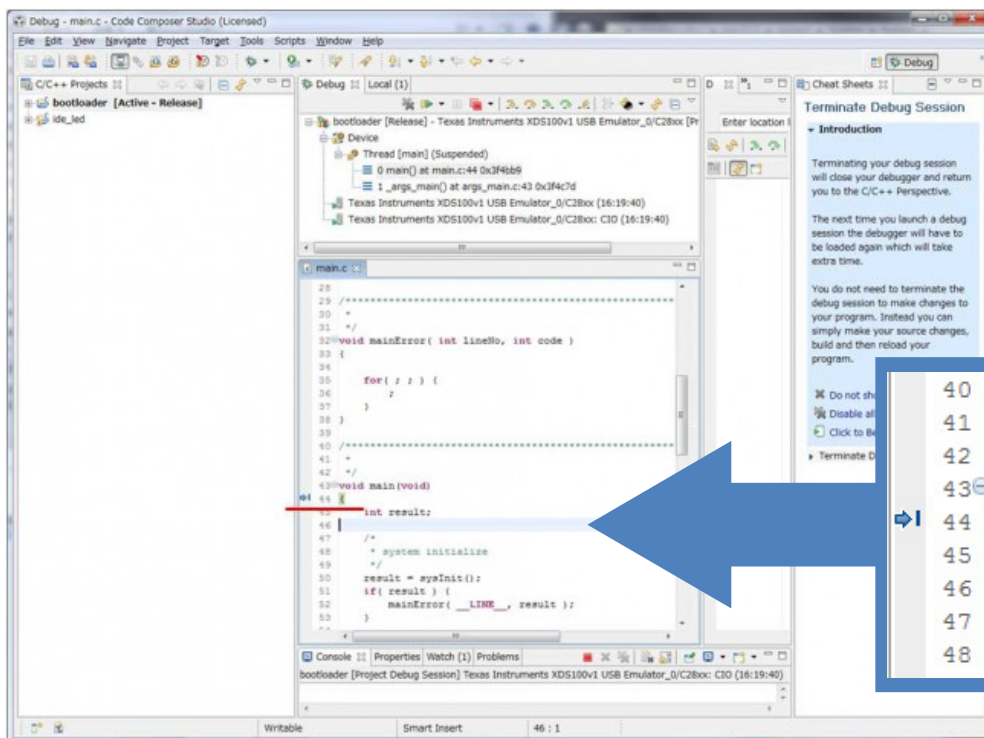 Debug - main.c - Code Composer Studio (Licensed)
File Edit View Navigate Project Target Tools Scripts Window Help
Debug
C/C++ Projects
bootloader [Active - Release]
ide_led
Debug Local (1)
bootloader [Release] - Texas Instruments XDS100v1 USB Emulator_0/C28xx [Pr
Device
Thread [main] (Suspended)
0 main() at main.c:44 0x3f4bb9
1 _args_main() at args_main.c:43 0x3f4c7d
Texas Instruments XDS100v1 USB Emulator_0/C28xx (16:19:40)
Texas Instruments XDS100v1 USB Emulator_0/C28xx: CIO (16:19:40)
D
Enter location
Cheat Sheets
Terminate Debug Session
Introduction
Terminating your debug session
will close your debugger and return
you to the C/C++ Perspective.
The next time you launch a debug
session the debugger will have to
be loaded again which will take
extra time.
You do not need to terminate the
debug session to make changes to
your program. Instead you can
simply make your source changes,
build and then reload your
program.
Do not sho
Disable all
Click to Be
Terminate D
main.c
28
29 /****************************************************
30 *
31 */
32 void mainError( int lineNo, int code )
33 {
34
35 for( ; ; ) {
36 ;
37 }
38 }
39
40 /****************************************************
41 *
42 */
43 void main(void)
44 {
45 int result;
46
47 /*
48 * system initialize
49 */
50 result = sysInit();
51 if( result ) {
52 mainError( __LINE__, result );
53 }
40
41
42
43
44
45
46
47
48
Console Properties Watch (1) Problems
bootloader [Project Debug Session] Texas Instruments XDS100v1 USB Emulator_0/C28xx: CIO (16:19:40)
Writable Smart Insert 46 : 1